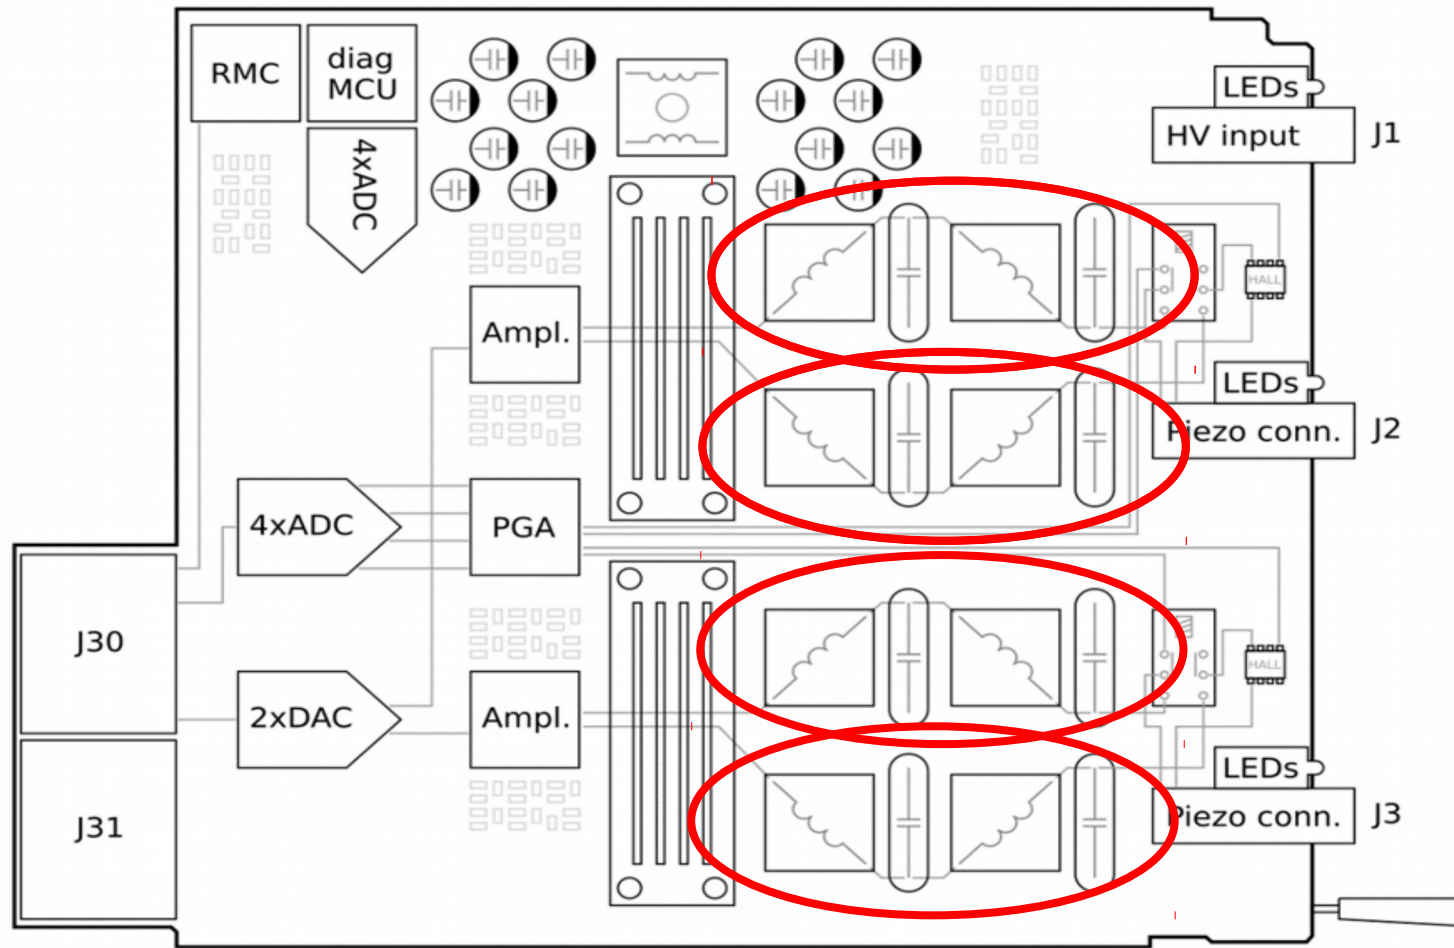 RMC
diag
MCU
4xADC
LEDs
HV input
J1
HALL
Ampl.
LEDs
Piezo conn.
J2
4xADC
PGA
J30
HALL
2xDAC
Ampl.
LEDs
Piezo conn.
J3
J31